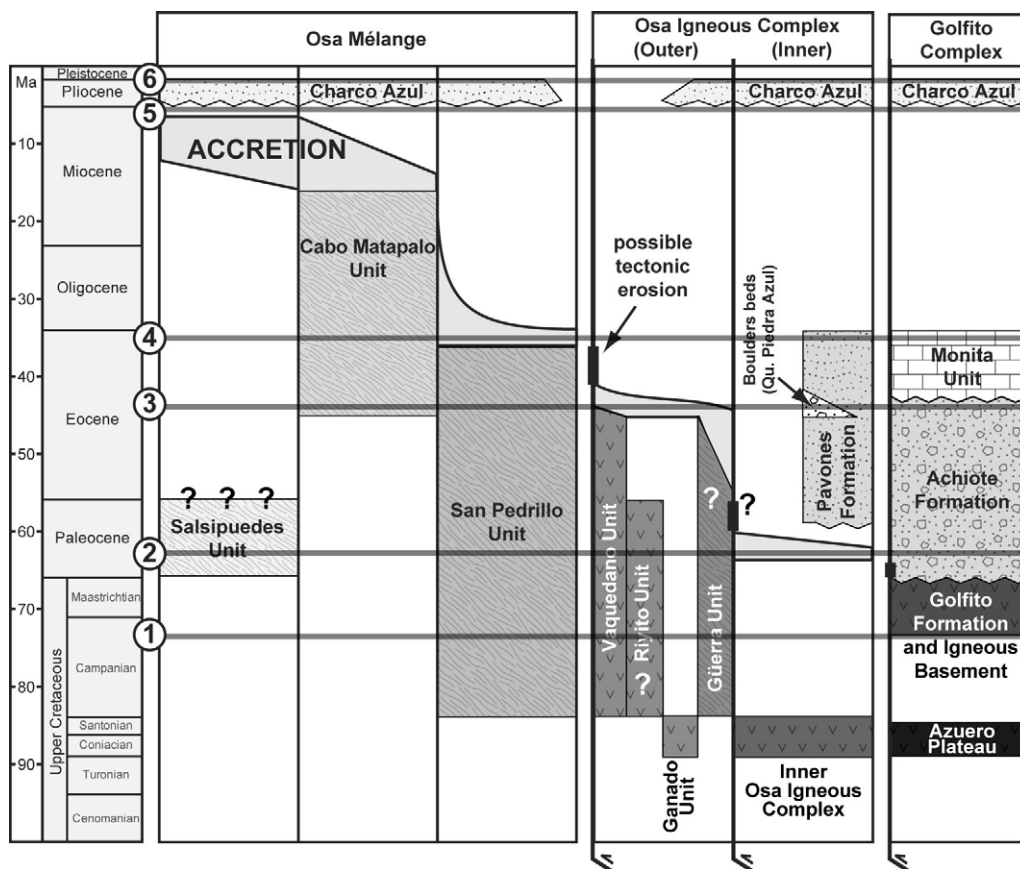 Osa Mélange
Osa Igneous Complex
(Outer)
(Inner)
Golfito
Complex
Ma
Pleistocene
Pliocene
Miocene
Oligocene
Eocene
Paleocene
Upper Cretaceous
Maastrichtian
Campanian
Santonian
Coniacian
Turonian
Cenomanian
10
20
30
40
50
60
70
80
90
6
5
4
3
2
1
Charco Azul
Charco Azul
Charco Azul
ACCRETION
Cabo Matapalo
Unit
San Pedrillo
Unit
? ? ?
Salsipuedes
Unit
possible
tectonic
erosion
Vaquedano Unit
Riyito Unit
?
Ganado
Unit
?
Güerra Unit
?
Boulders beds
(Qu. Piedra Azul)
Pavones
Formation
Inner
Osa Igneous
Complex
Monita
Unit
Achiote
Formation
Golfito
Formation
and Igneous
Basement
Azuero
Plateau